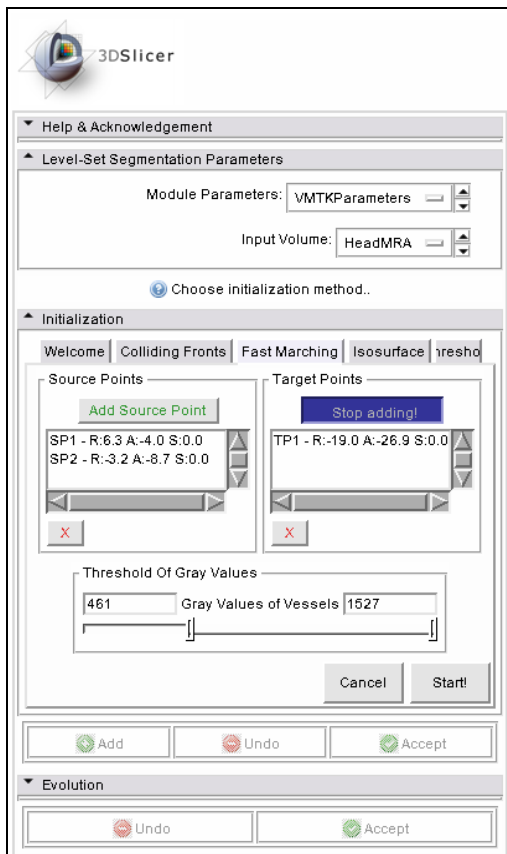 3DSlicer
Help & Acknowledgement
Level-Set Segmentation Parameters
Module Parameters: VMTKParameters
Input Volume: HeadMRA
Choose initialization method..
Initialization
Welcome Colliding Fronts Fast Marching Isosurface hresho
Source Points Target Points
Add Source Point Stop adding!
SP1 - R:6.3 A:-4.0 S:0.0 TP1 - R:-19.0 A:-26.9 S:0.0
SP2 - R:-3.2 A:-8.7 S:0.0
X X
Threshold Of Gray Values
461 Gray Values of Vessels 1527
Cancel Start!
Add Undo Accept
Evolution
Undo Accept